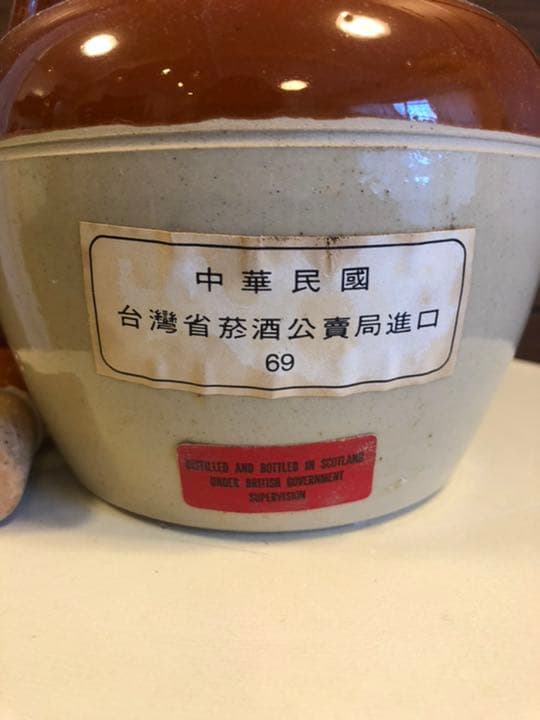 中華民國
台灣省菸酒公賣局進口
69
DISTILLED AND BOTTLED IN SCOTLAND
UNDER BRITISH GOVERNMENT
SUPERVISION